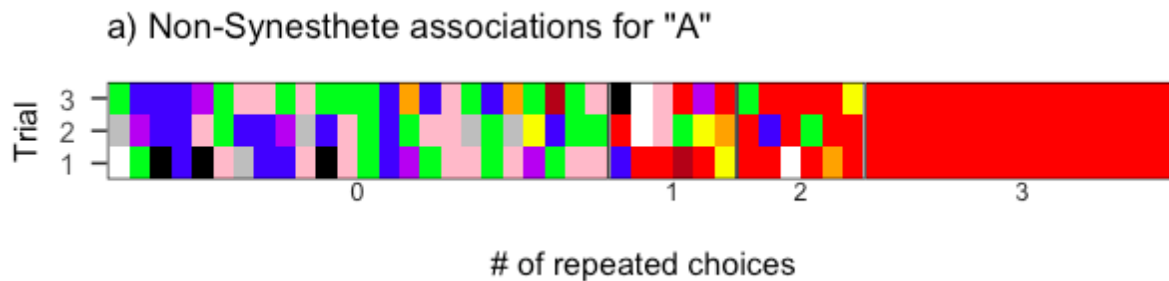 a) Non-Synesthete associations for "A"
Trial
3
2
1
0 1 2 3
# of repeated choices